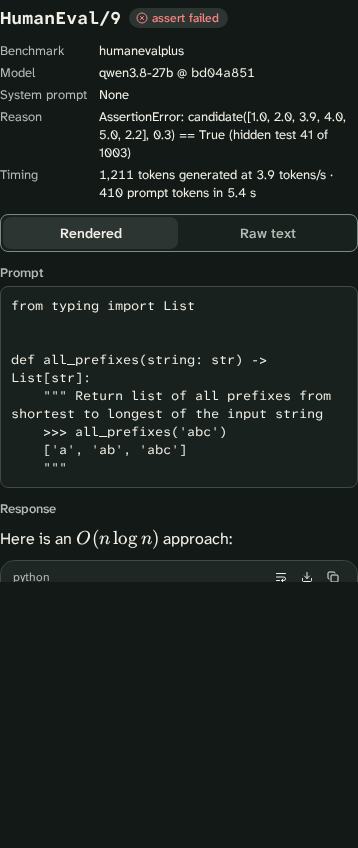 HumanEval/9 assert failed
Benchmark humanevalplus
Model qwen3.8-27b @ bd04a851
System prompt None
Reason AssertionError: candidate([1.0, 2.0, 3.9, 4.0,
5.0, 2.2], 0.3) == True (hidden test 41 of
1003)
Timing 1,211 tokens generated at 3.9 tokens/s ·
410 prompt tokens in 5.4 s
Rendered Raw text
Prompt
from typing import List
def all_prefixes(string: str) ->
List[str]:
    """ Return list of all prefixes from
shortest to longest of the input string
    >>> all_prefixes('abc')
    ['a', 'ab', 'abc']
    """
Response
Here is an O(n log n) approach:
python